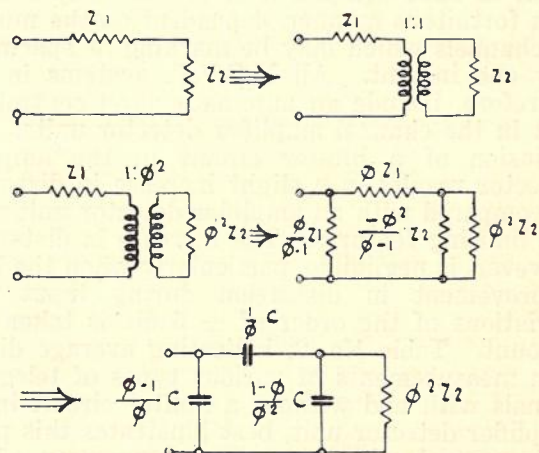 Z1
Z2
Z1 1:1
Z2
Z1 1:ϕ²
ϕ²Z2
ϕZ1
ϕ/ϕ-1 Z1
-ϕ²/ϕ-1 Z2
ϕ²Z2
1/ϕ C
ϕ-1/ϕ C
1-ϕ/ϕ² C
ϕ²Z2